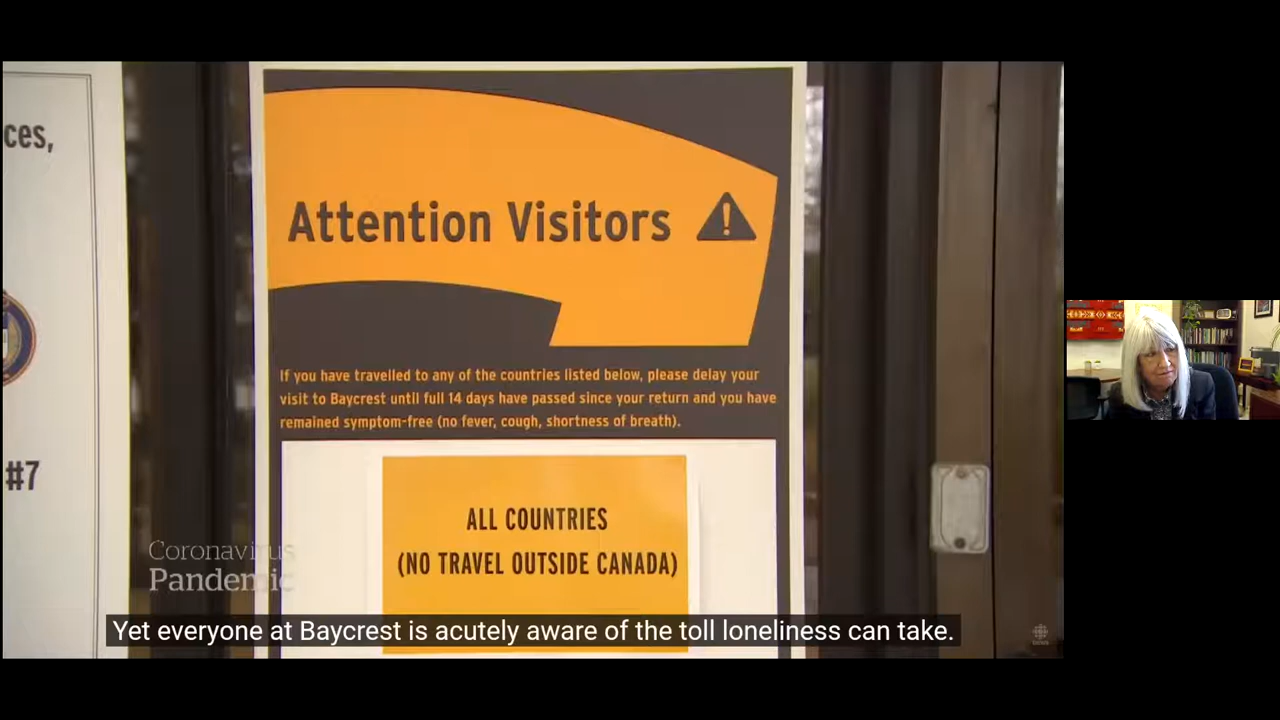 ces,
#7
Attention Visitors
If you have travelled to any of the countries listed below, please delay your
visit to Baycrest until full 14 days have passed since your return and you have
remained symptom-free (no fever, cough, shortness of breath).
ALL COUNTRIES
(NO TRAVEL OUTSIDE CANADA)
Coronavirus
Pandemic
Yet everyone at Baycrest is acutely aware of the toll loneliness can take.